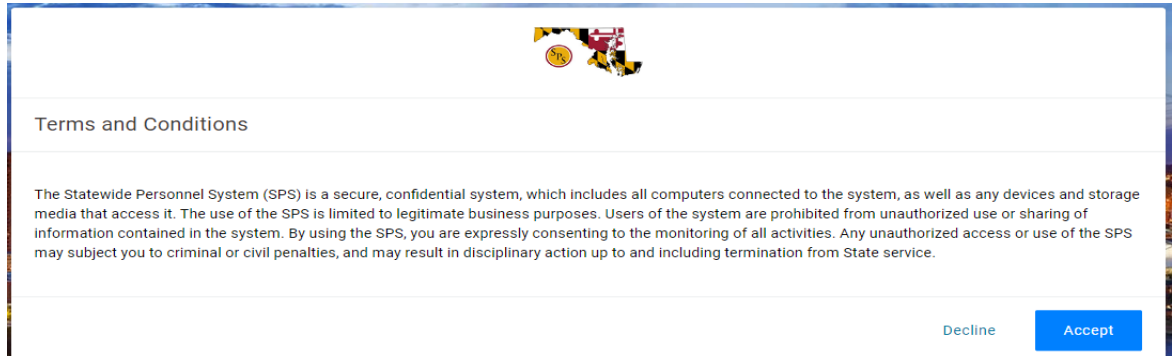 SPS
Terms and Conditions
The Statewide Personnel System (SPS) is a secure, confidential system, which includes all computers connected to the system, as well as any devices and storage
media that access it. The use of the SPS is limited to legitimate business purposes. Users of the system are prohibited from unauthorized use or sharing of
information contained in the system. By using the SPS, you are expressly consenting to the monitoring of all activities. Any unauthorized access or use of the SPS
may subject you to criminal or civil penalties, and may result in disciplinary action up to and including termination from State service.
Decline Accept